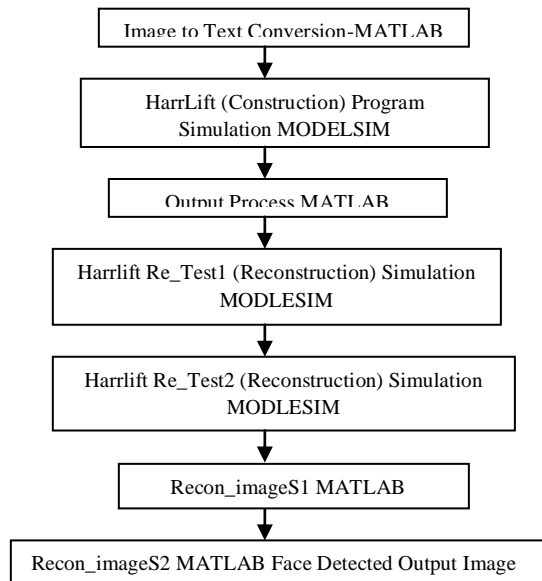 Image to Text Conversion-MATLAB
HarrLift (Construction) Program
Simulation MODELSIM
Output Process MATLAB
Harrlift Re_Test1 (Reconstruction) Simulation
MODLESIM
Harrlift Re_Test2 (Reconstruction) Simulation
MODLESIM
Recon_imageS1 MATLAB
Recon_imageS2 MATLAB Face Detected Output Image